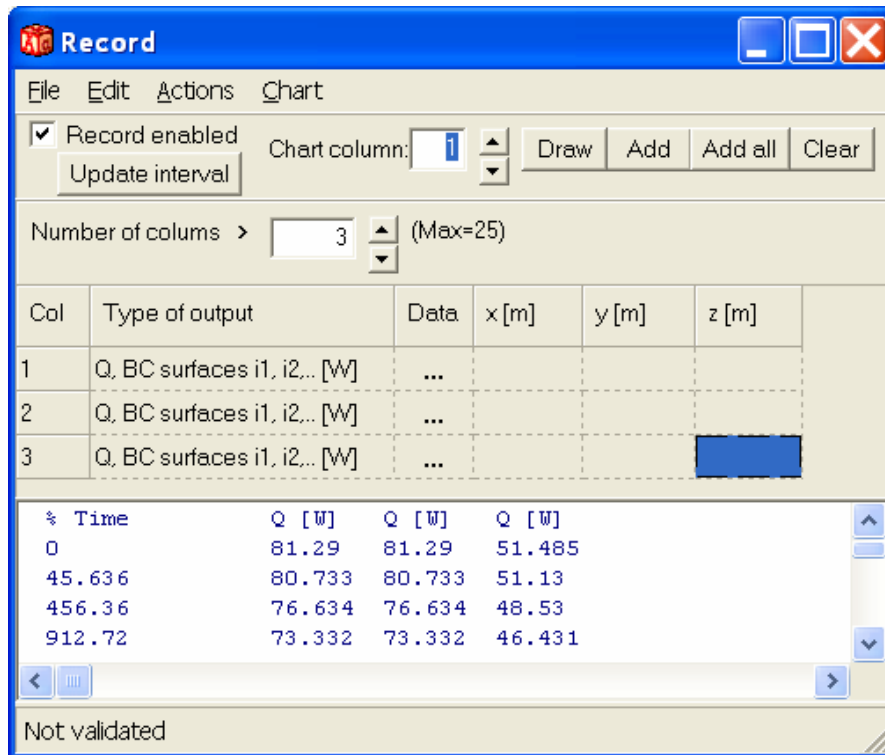 Record
File Edit Actions Chart
Record enabled
Chart column: 1 Draw Add Add all Clear
Update interval
Number of colums > 3 (Max=25)
Col Type of output Data x [m] y [m] z [m]
1 Q, BC surfaces i1, i2,.. [W] ...
2 Q, BC surfaces i1, i2,.. [W] ...
3 Q, BC surfaces i1, i2,.. [W] ...
% Time Q [W] Q [W] Q [W]
0 81.29 81.29 51.485
45.636 80.733 80.733 51.13
456.36 76.634 76.634 48.53
912.72 73.332 73.332 46.431
Not validated